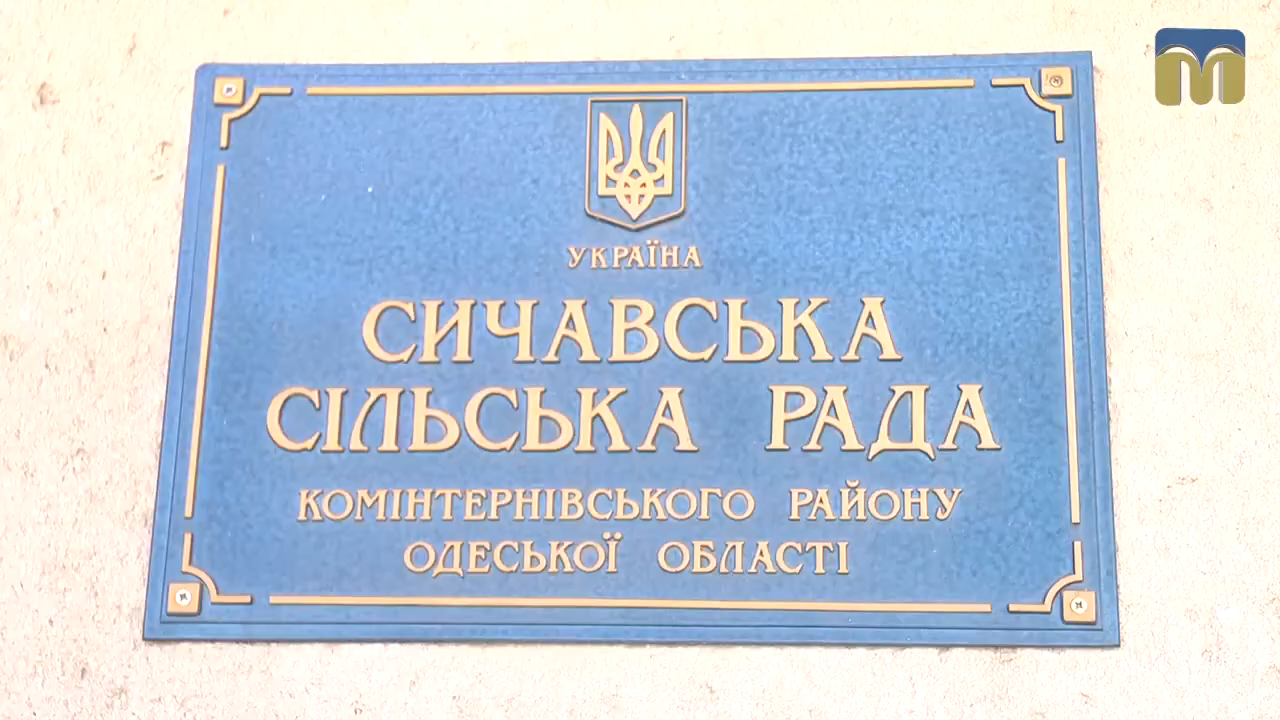 УКРАЇНА
СИЧАВСЬКА
СІЛЬСЬКА РАДА
КОМІНТЕРНІВСЬКОГО РАЙОНУ
ОДЕСЬКОЇ ОБЛАСТІ